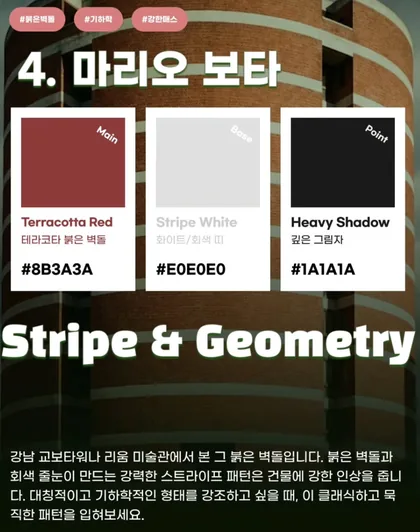 #붉은벽돌 #기하학 #강한매스
4. 마리오 보타
Main Base Point
Terracotta Red Stripe White Heavy Shadow
테라코타 붉은 벽돌 화이트/회색 띠 깊은 그림자
#8B3A3A #E0E0E0 #1A1A1A
Stripe & Geometry
강남 교보타워나 리움 미술관에서 본 그 붉은 벽돌입니다. 붉은 벽돌과
회색 줄눈이 만드는 강력한 스트라이프 패턴은 건물에 강한 인상을 줍니
다. 대칭적이고 기하학적인 형태를 강조하고 싶을 때, 이 클래식하고 묵
직한 패턴을 입혀보세요.